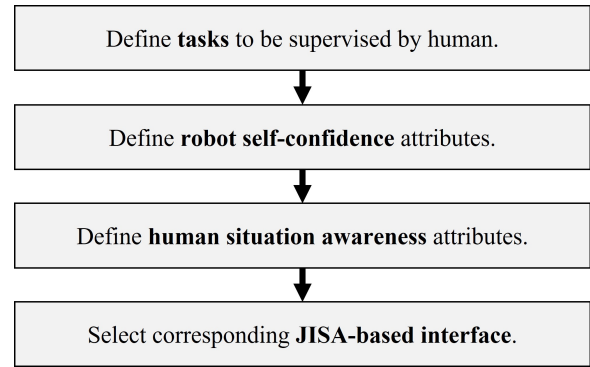 Define tasks to be supervised by human.
Define robot self-confidence attributes.
Define human situation awareness attributes.
Select corresponding JISA-based interface.